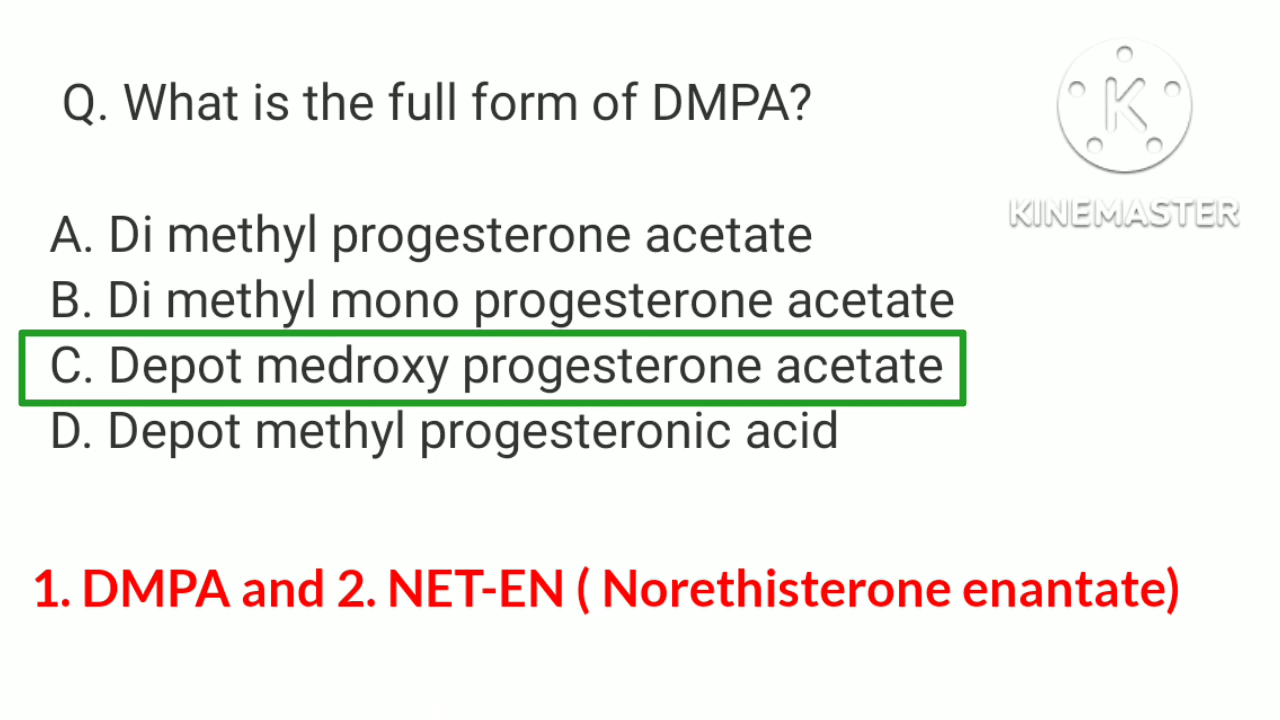 Q. What is the full form of DMPA?
K
KINEMASTER
A. Di methyl progesterone acetate
B. Di methyl mono progesterone acetate
C. Depot medroxy progesterone acetate
D. Depot methyl progesteronic acid
1. DMPA and 2. NET-EN ( Norethisterone enantate)